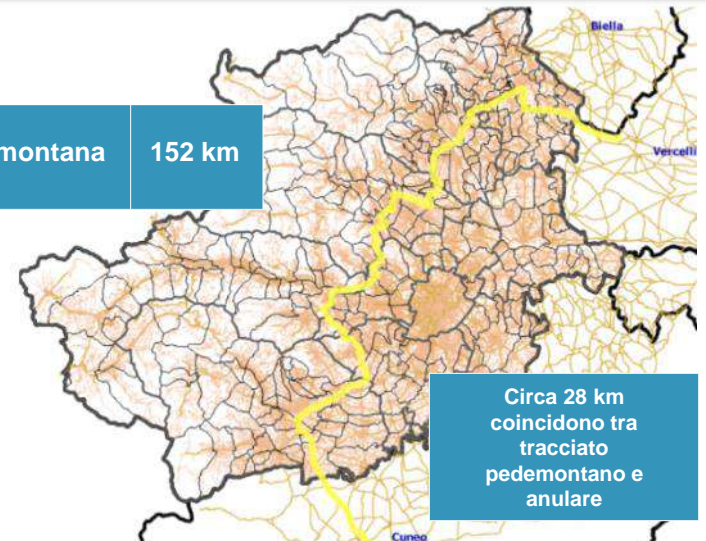 Biella
montana 152 km
Vercelli
Circa 28 km
coincidono tra
tracciato
pedemontano e
anulare
Cuneo